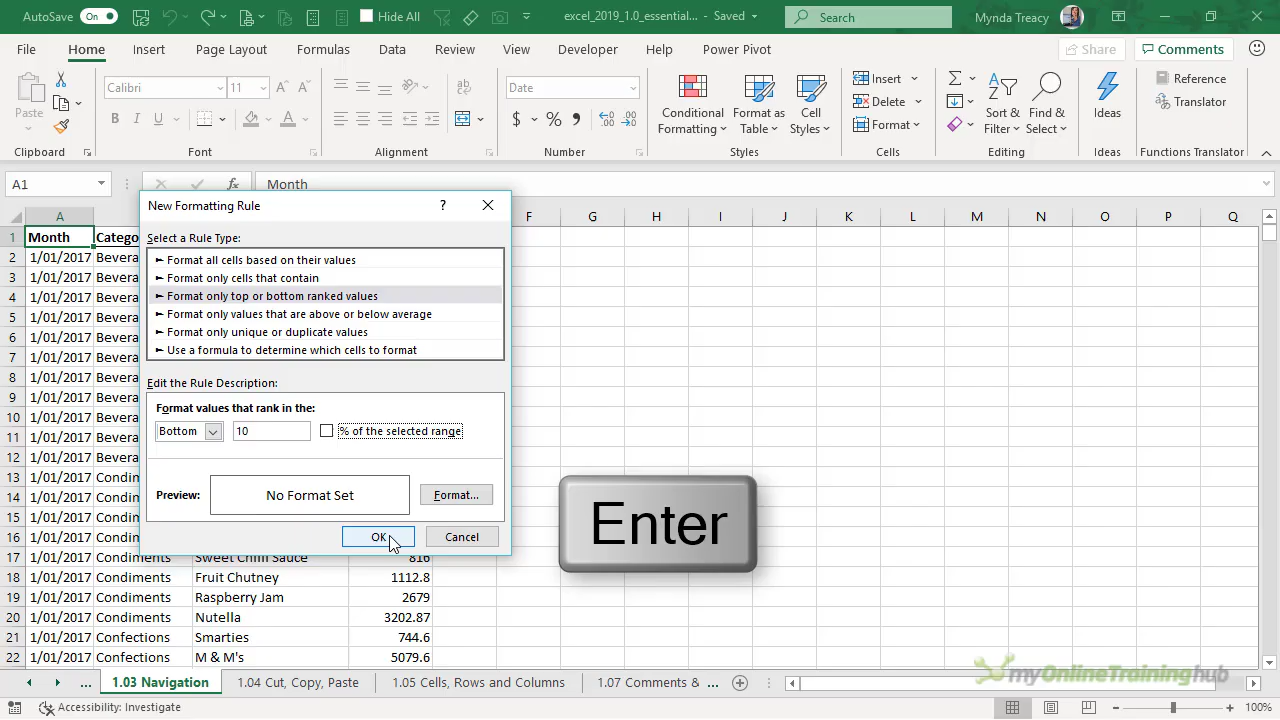 AutoSave On Hide All excel_2019_1.0_essential... - Saved Search Mynda Treacy
File Home Insert Page Layout Formulas Data Review View Developer Help Power Pivot Share Comments
Paste
Clipboard
Calibri 11
B I U A
Font
Alignment
Date
$ % 9
Number
Conditional Formatting
Format as Table
Cell Styles
Styles
Insert
Delete
Format
Cells
Sort & Filter
Find & Select
Editing
Ideas
Ideas
Reference
Translator
Functions Translator
A1 fx Month
New Formatting Rule ?
Select a Rule Type:
► Format all cells based on their values
► Format only cells that contain
► Format only top or bottom ranked values
► Format only values that are above or below average
► Format only unique or duplicate values
► Use a formula to determine which cells to format
Edit the Rule Description:
Format values that rank in the:
Bottom 10 % of the selected range
Preview: No Format Set Format...
OK Cancel
Enter
A F G H I J K L M N O P Q
1 Month Catego
2 1/01/2017 Bevera
3 1/01/2017 Bevera
4 1/01/2017 Bevera
5 1/01/2017 Bevera
6 1/01/2017 Bevera
7 1/01/2017 Bevera
8 1/01/2017 Bevera
9 1/01/2017 Bevera
10 1/01/2017 Bevera
11 1/01/2017 Bevera
12 1/01/2017 Bevera
13 1/01/2017 Condin
14 1/01/2017 Condin
15 1/01/2017 Condin
16 1/01/2017 Condin
17 1/01/2017 Condiments Sweet Chilli Sauce 816
18 1/01/2017 Condiments Fruit Chutney 1112.8
19 1/01/2017 Condiments Raspberry Jam 2679
20 1/01/2017 Condiments Nutella 3202.87
21 1/01/2017 Confections Smarties 744.6
22 1/01/2017 Confections M & M's 5079.6
myOnlineTraininghub
... 1.03 Navigation 1.04 Cut, Copy, Paste 1.05 Cells, Rows and Columns 1.07 Comments & ...
Accessibility: Investigate 100%